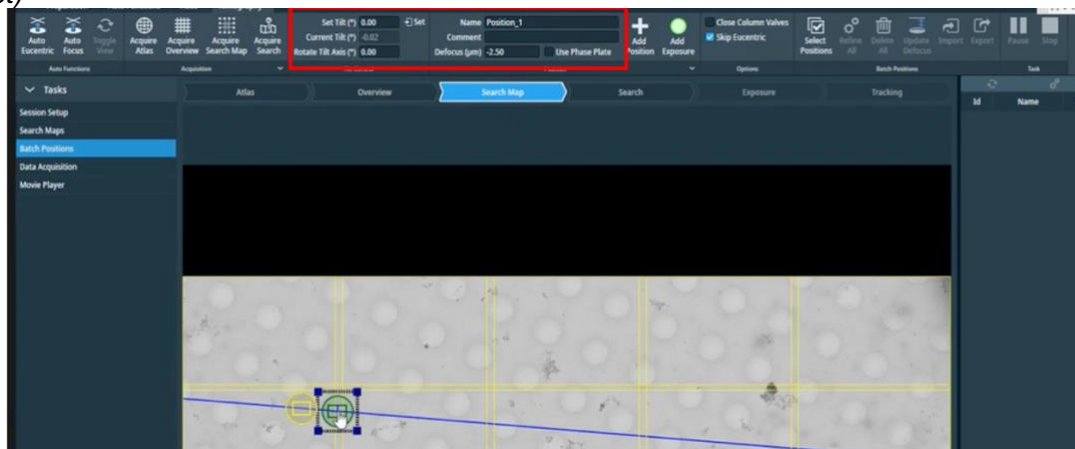 Auto Eucentric
Auto Focus
Toggle View
Acquire Atlas
Acquire Overview
Acquire Search Map
Acquire Search
Set Tilt (°) 0.00 Set
Current Tilt (°) -0.02
Rotate Tilt Axis (°) 0.00
Name Position_1
Comment
Defocus (µm) -2.50 Use Phase Plate
Add Position
Add Exposure
Close Column Valves
Skip Eucentric
Select Positions
Refine All
Delete All
Update Defocus
Import
Export
Pause
Stop
Auto Functions
Acquisition
Options
Batch Positions
Task
Tasks
Atlas
Overview
Search Map
Search
Exposure
Tracking
Id
Name
Session Setup
Search Maps
Batch Positions
Data Acquisition
Movie Player